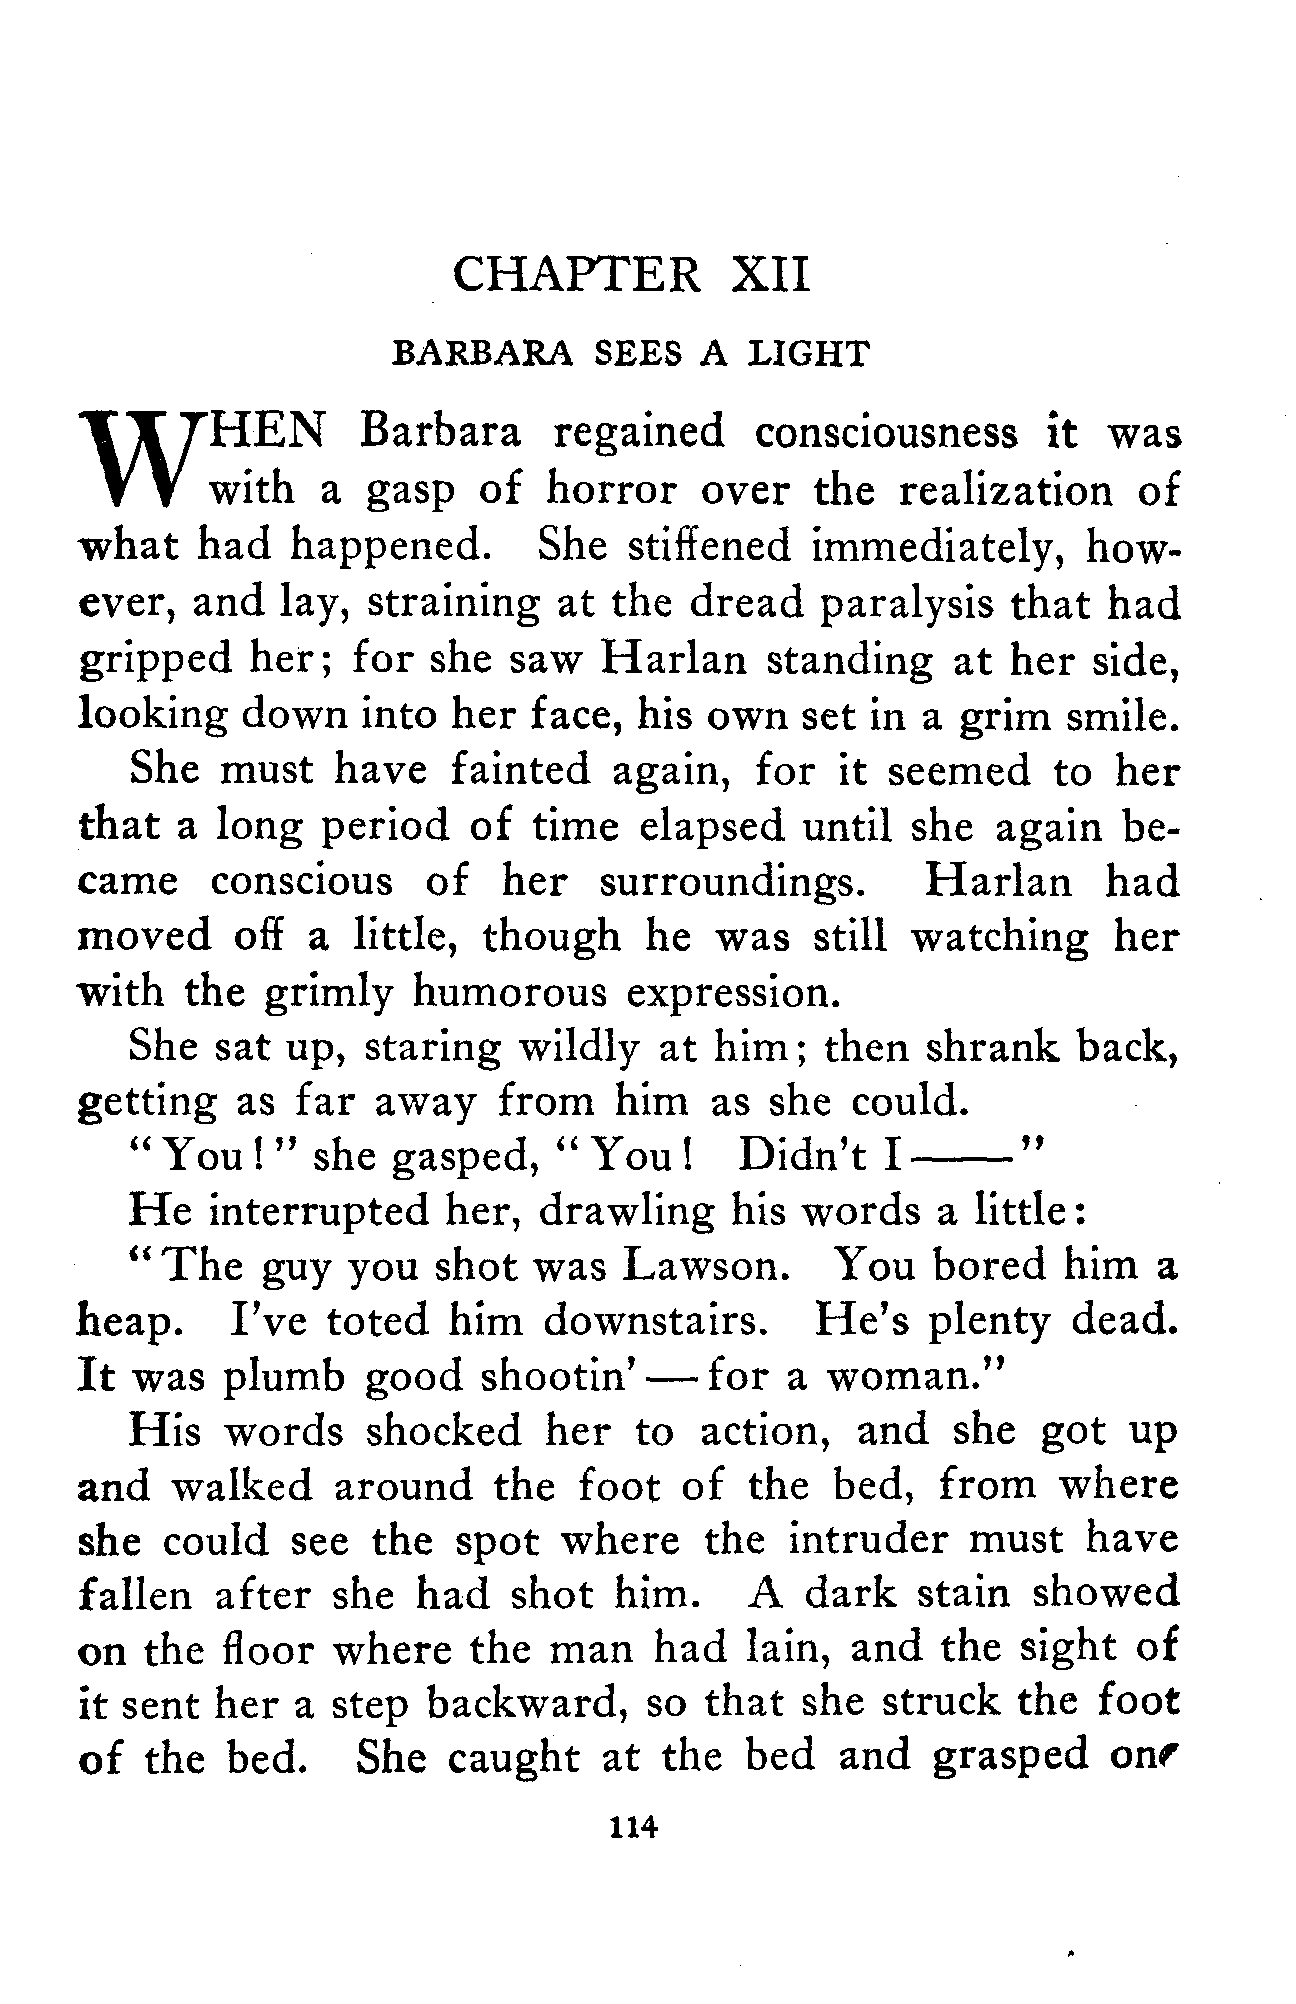 CHAPTER XII
BARBARA SEES A LIGHT
WHEN Barbara regained consciousness it was
with a gasp of horror over the realization of
what had happened. She stiffened immediately, how-
ever, and lay, straining at the dread paralysis that had
gripped her; for she saw Harlan standing at her side,
looking down into her face, his own set in a grim smile.
She must have fainted again, for it seemed to her
that a long period of time elapsed until she again be-
came conscious of her surroundings. Harlan had
moved off a little, though he was still watching her
with the grimly humorous expression.
She sat up, staring wildly at him; then shrank back,
getting as far away from him as she could.
"You!" she gasped, "You! Didn't I——"
He interrupted her, drawling his words a little:
"The guy you shot was Lawson. You bored him a
heap. I've toted him downstairs. He's plenty dead.
It was plumb good shootin'—for a woman."
His words shocked her to action, and she got up
and walked around the foot of the bed, from where
she could see the spot where the intruder must have
fallen after she had shot him. A dark stain showed
on the floor where the man had lain, and the sight of
it sent her a step backward, so that she struck the foot
of the bed. She caught at the bed and grasped one
114